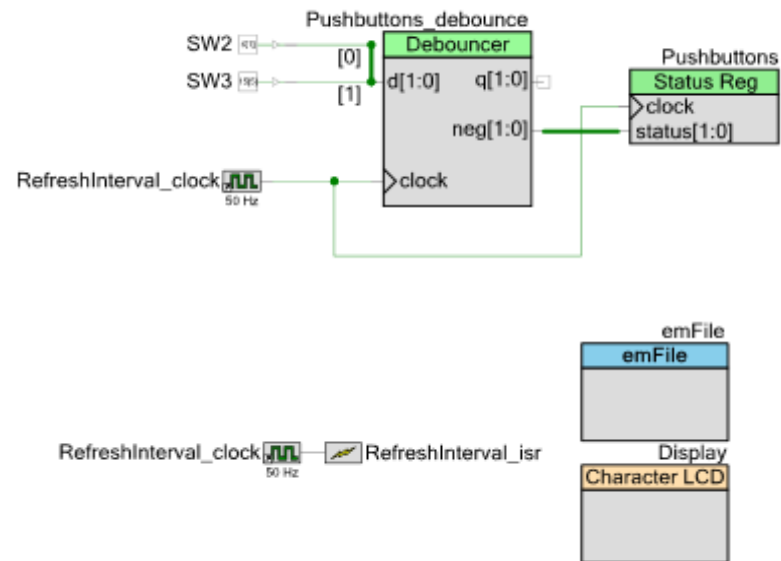 Pushbuttons_debounce
SW2
[0]
Debouncer
SW3
[1]
d[1:0]
q[1:0]
neg[1:0]
clock
Pushbuttons
Status Reg
clock
status[1:0]
RefreshInterval_clock
50 Hz
emFile
emFile
RefreshInterval_clock
50 Hz
RefreshInterval_isr
Display
Character LCD